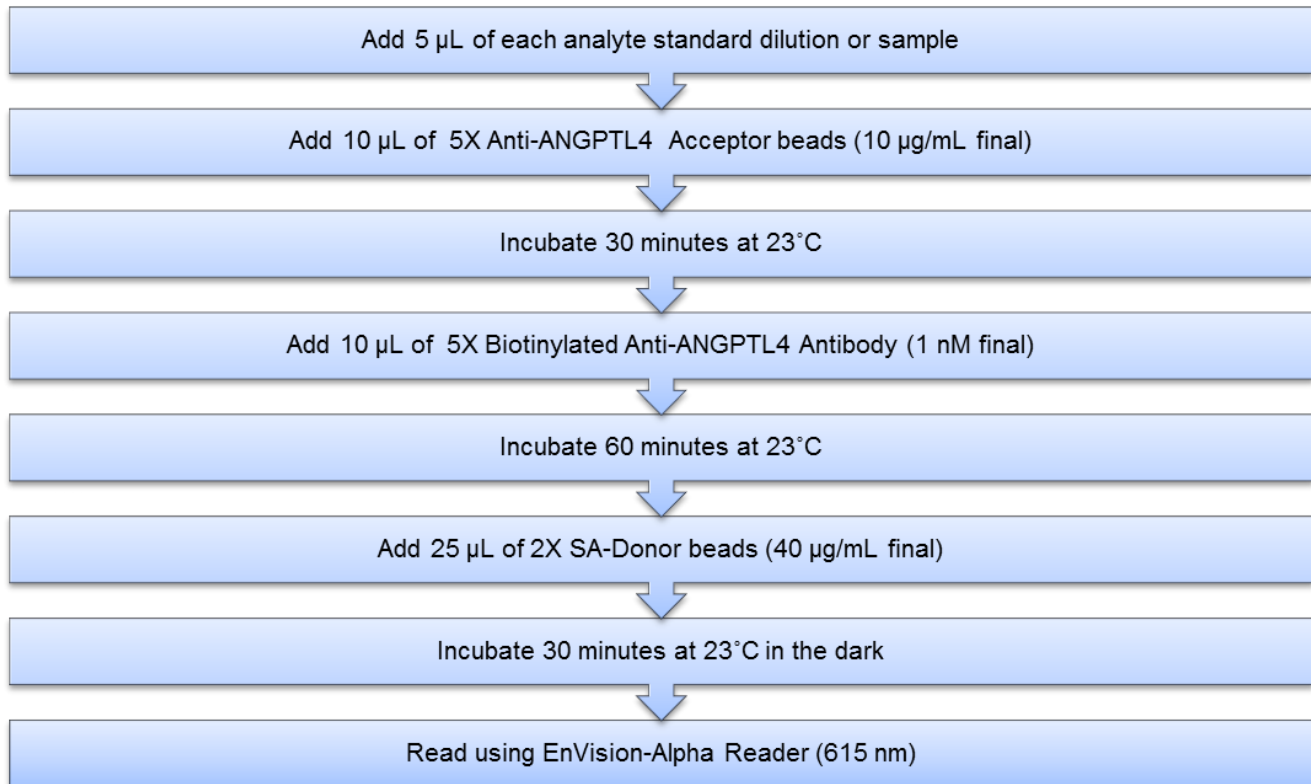 Add 5 µL of each analyte standard dilution or sample
Add 10 µL of 5X Anti-ANGPTL4 Acceptor beads (10 µg/mL final)
Incubate 30 minutes at 23˚C
Add 10 µL of 5X Biotinylated Anti-ANGPTL4 Antibody (1 nM final)
Incubate 60 minutes at 23˚C
Add 25 µL of 2X SA-Donor beads (40 µg/mL final)
Incubate 30 minutes at 23˚C in the dark
Read using EnVision-Alpha Reader (615 nm)